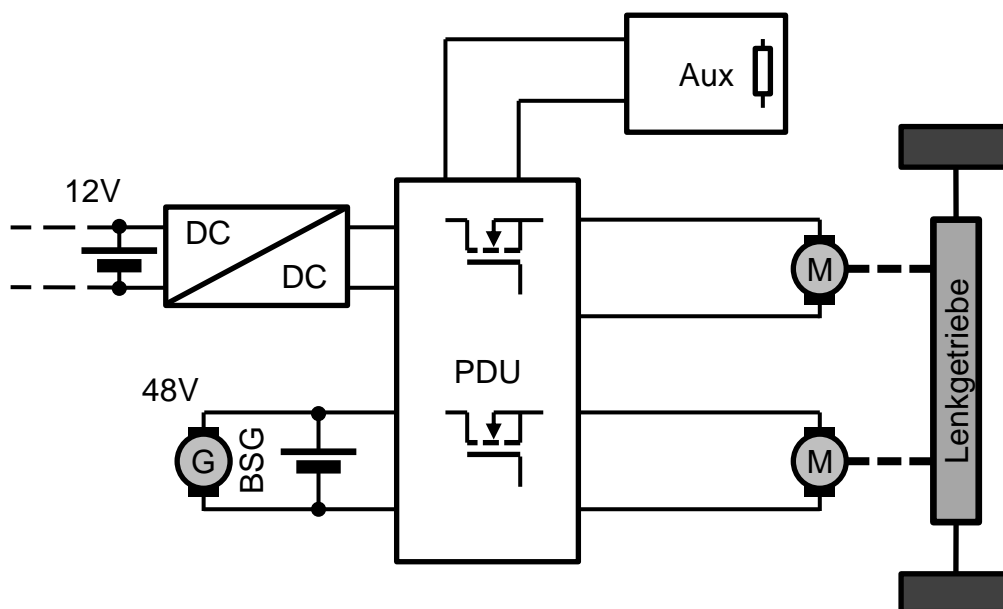 Aux
12V
DC
DC
M
PDU
48V
G
BSG
M
Lenkgetriebe